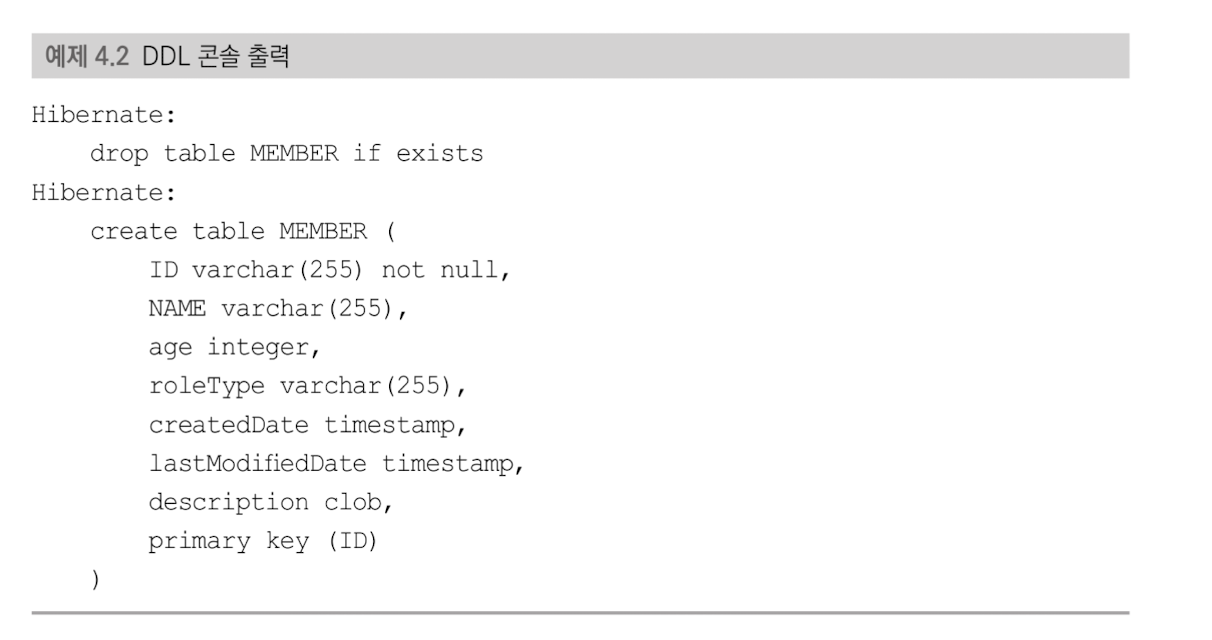 예제 4.2 DDL 콘솔 출력
Hibernate:
    drop table MEMBER if exists
Hibernate:
    create table MEMBER (
        ID varchar(255) not null,
        NAME varchar(255),
        age integer,
        roleType varchar(255),
        createdDate timestamp,
        lastModifiedDate timestamp,
        description clob,
        primary key (ID)
    )